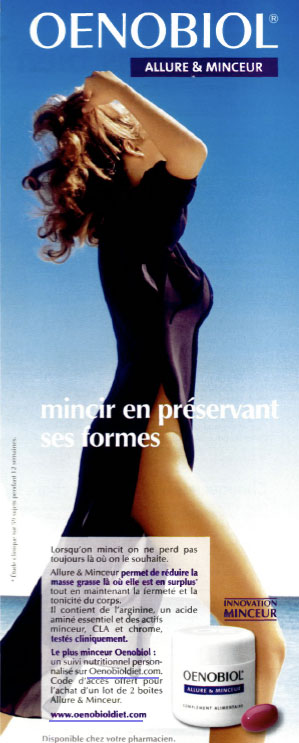 OENOBIOL®
ALLURE & MINCEUR
mincir en préservant
ses formes
* Étude clinique sur 59 sujets pendant 12 semaines.
Lorsqu'on mincit on ne perd pas
toujours là où on le souhaite.
Allure & Minceur permet de réduire la
masse grasse là où elle est en surplus*
tout en maintenant la fermeté et la
tonicité du corps.
Il contient de l'arginine, un acide
amine essentiel et des actifs
minceur, CLA et chrome,
testés cliniquement.
Le plus minceur Oenobiol :
un suivi nutritionnel person-
nalisé sur Oenobioldiet.com.
Code d'accès offert pour
l'achat d'un lot de 2 boîtes
Allure & Minceur.
www.oenobioldiet.com
INNOVATION
MINCEUR
OENOBIOL
ALLURE & MINCEUR
COMPLÉMENT ALIMENTAIRE
Disponible chez votre pharmacien.